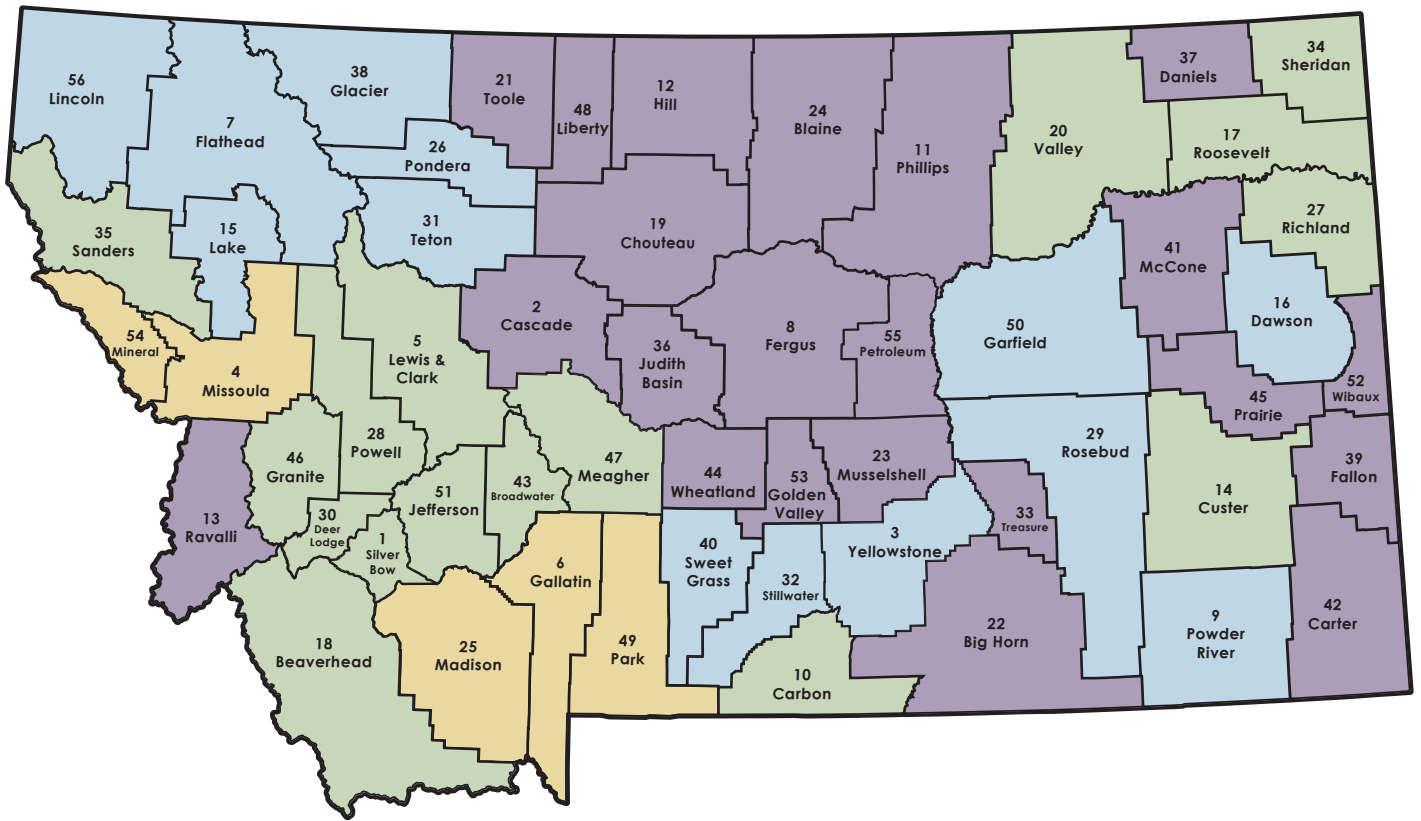 56
Lincoln
7
Flathead
38
Glacier
21
Toole
48
Liberty
12
Hill
24
Blaine
11
Phillips
20
Valley
37
Daniels
34
Sheridan
17
Roosevelt
26
Pondera
35
Sanders
15
Lake
31
Teton
19
Chouteau
41
McCone
27
Richland
54
Mineral
4
Missoula
5
Lewis &
Clark
2
Cascade
36
Judith
Basin
8
Fergus
55
Petroleum
50
Garfield
16
Dawson
45
Prairie
52
Wibaux
46
Granite
28
Powell
51
Jefferson
43
Broadwater
47
Meagher
44
Wheatland
53
Golden
Valley
23
Musselshell
29
Rosebud
14
Custer
39
Fallon
13
Ravalli
30
Deer
Lodge
1
Silver
Bow
6
Gallatin
40
Sweet
Grass
32
Stillwater
3
Yellowstone
33
Treasure
18
Beaverhead
25
Madison
49
Park
10
Carbon
22
Big Horn
9
Powder
River
42
Carter